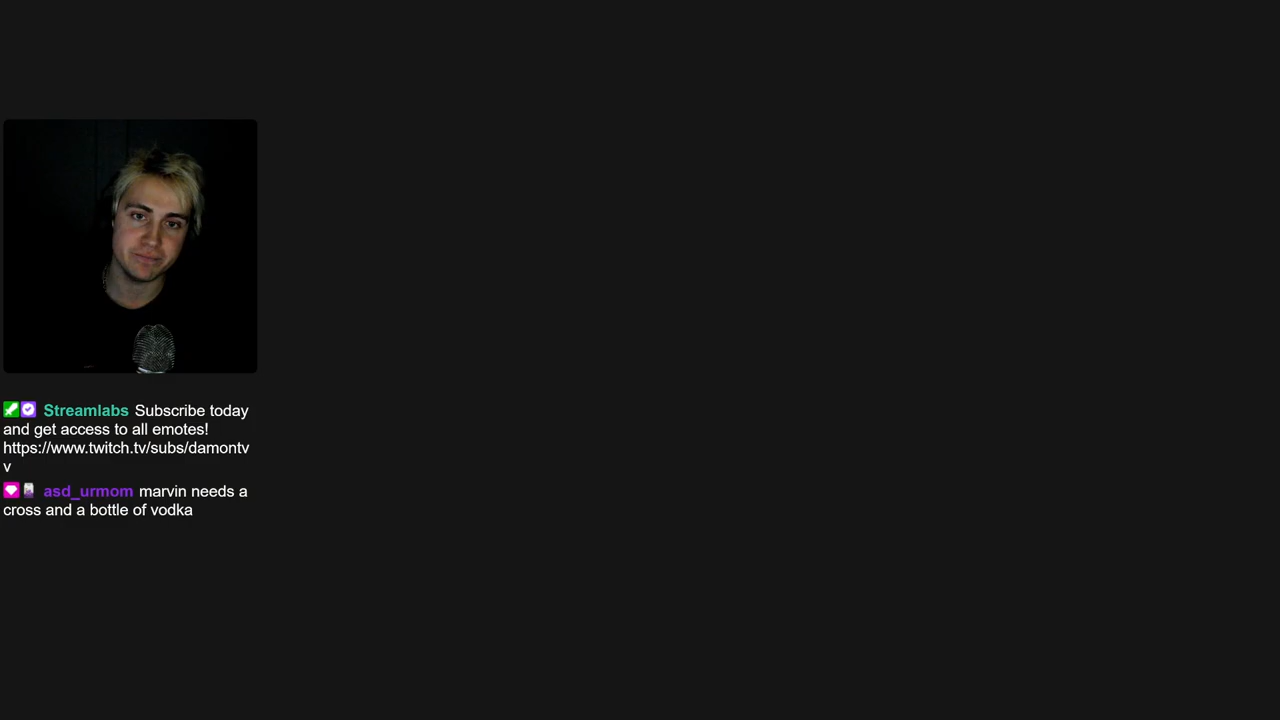 Streamlabs Subscribe today
and get access to all emotes!
https://www.twitch.tv/subs/damontv
v
asd_urmom marvin needs a
cross and a bottle of vodka